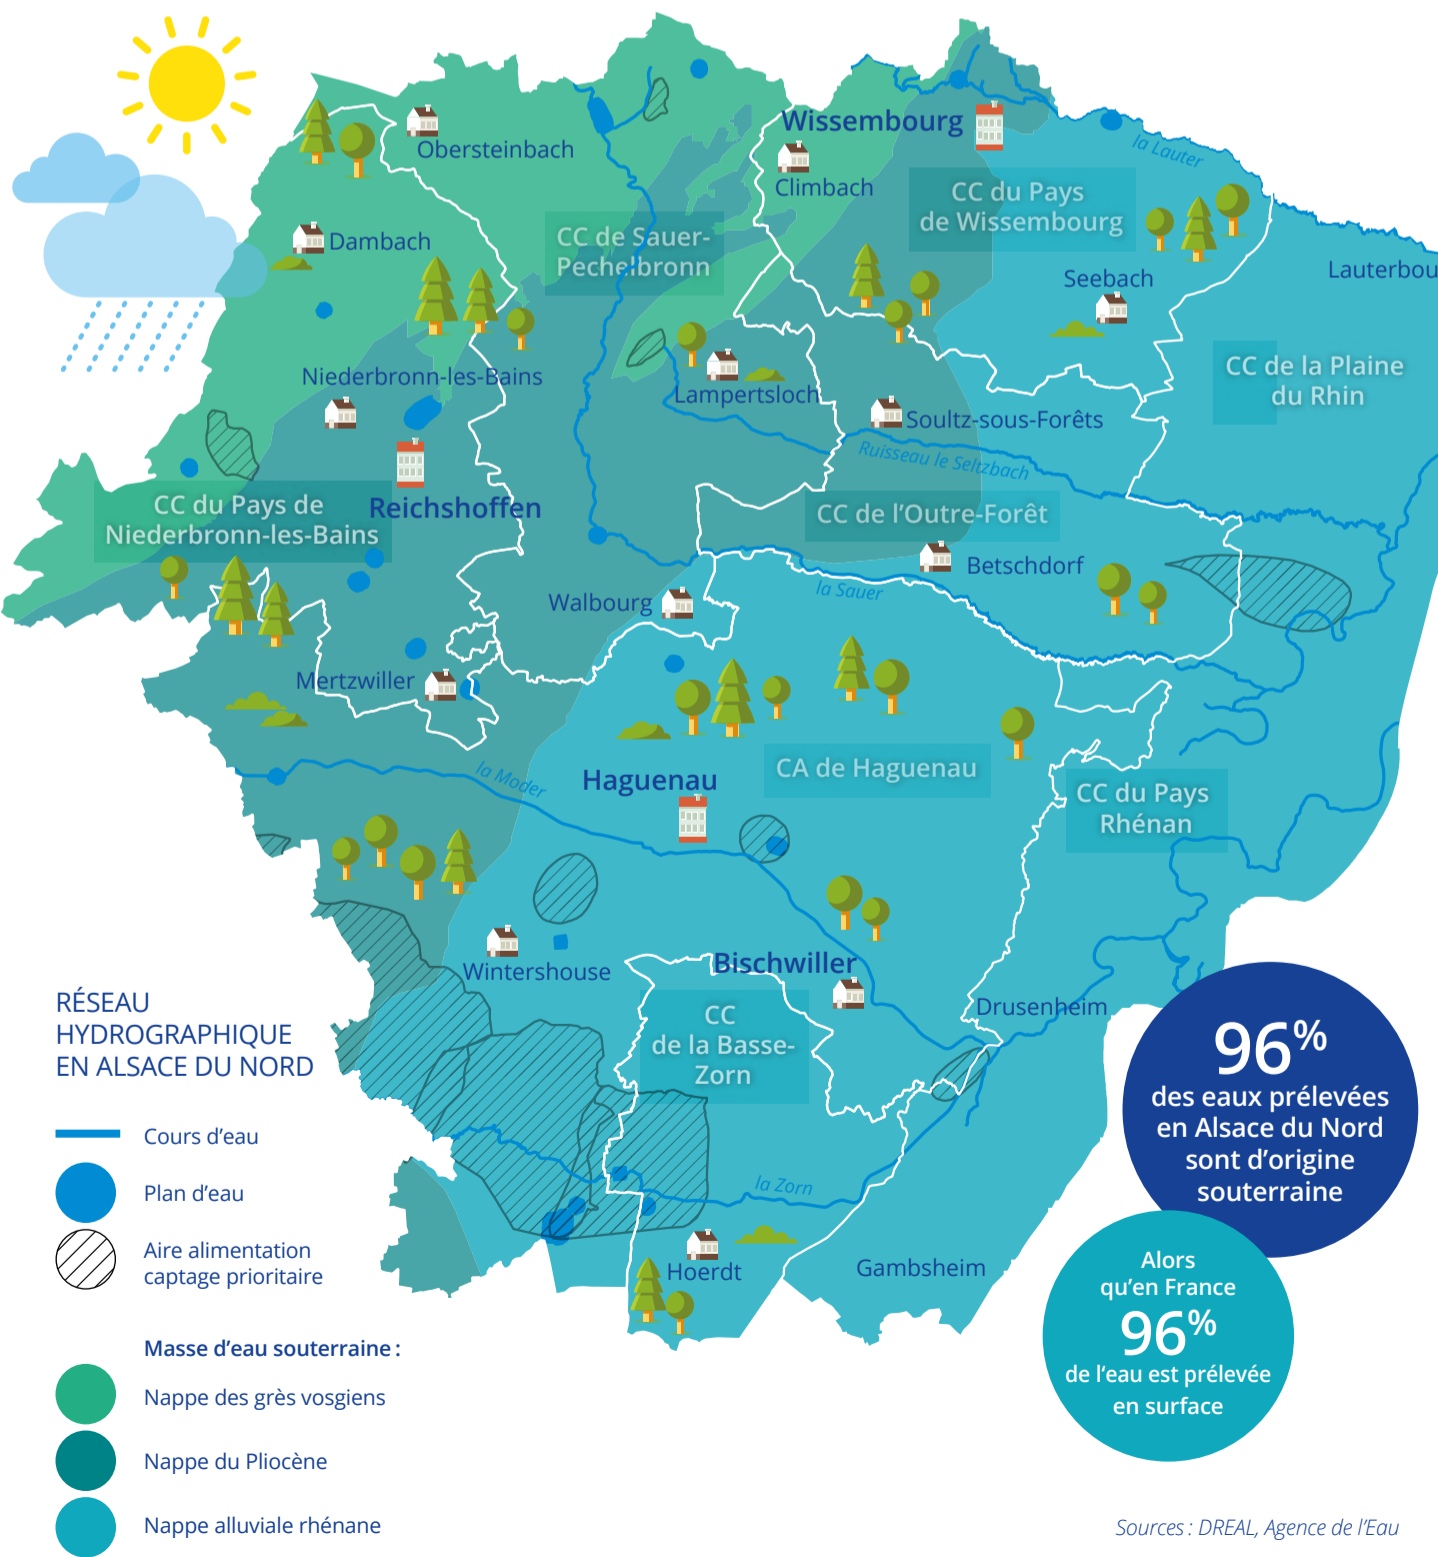 Wissembourg
la Lauter
Obersteinbach
Climbach
CC du Pays
de Wissembourg
Dambach
CC de Sauer-
Pechelbronn
Seebach
CC de la Plaine
du Rhin
Niederbronn-les-Bains
Lampertsloch
Soultz-sous-Forêts
Ruisseau le Seltzbach
CC du Pays de
Niederbronn-les-Bains
Reichshoffen
CC de l'Outre-Forêt
Betschdorf
la Sauer
Walbourg
Mertzwiller
la Moder
Haguenau
CA de Haguenau
CC du Pays
Rhénan
Wintershouse
Bischwiller
Drusenheim
CC
de la Basse-
Zorn
la Zorn
Hoerdt
Gambsheim
RÉSEAU
HYDROGRAPHIQUE
EN ALSACE DU NORD
Cours d'eau
Plan d'eau
Aire alimentation
captage prioritaire
Masse d'eau souterraine :
Nappe des grès vosgiens
Nappe du Pliocène
Nappe alluviale rhénane
96%
des eaux prélevées
en Alsace du Nord
sont d'origine
souterraine
Alors
qu'en France
96%
de l'eau est prélevée
en surface
Sources : DREAL, Agence de l'Eau